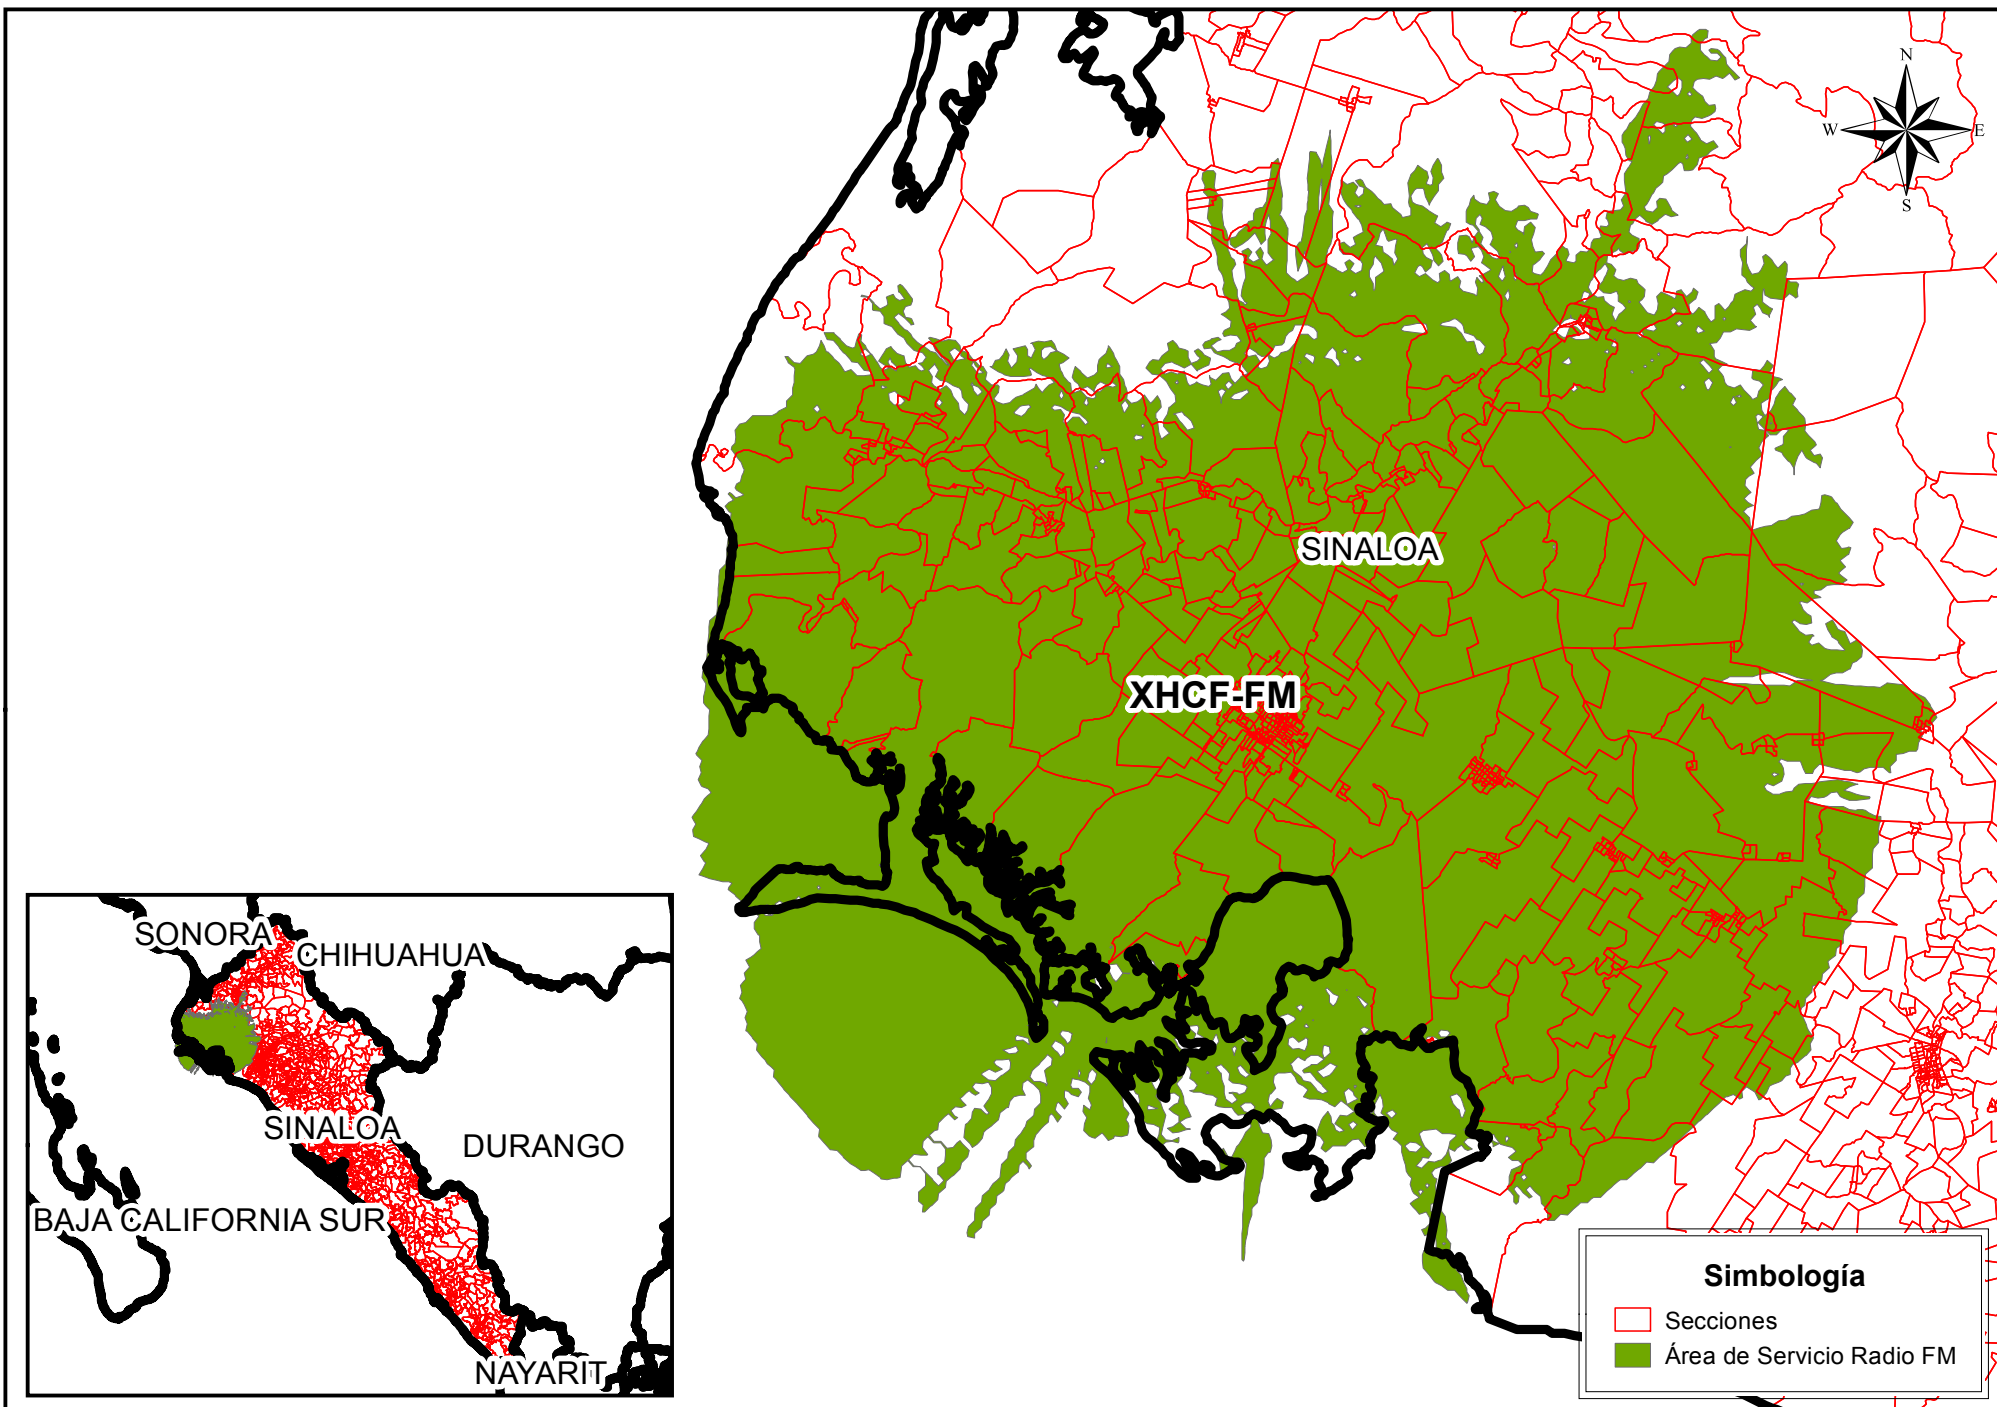 N
W
E
S
SINALOA
XHCF-FM
SONORA
CHIHUAHUA
SINALOA
DURANGO
BAJA CALIFORNIA SUR
NAYARIT
Simbología
Secciones
Área de Servicio Radio FM